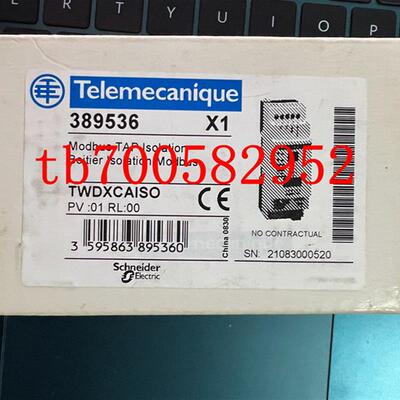 E R T Y U I O P
Telemecanique
389536 X1
Modbus TAP Isolation
Boitier Isolation Modbus
tb700582952
TWDXCAISO
PV :01 RL:00
CE
China 0830
3 595863 895360
NO CONTRACTUAL
SN: 21083000520
Schneider
Electric